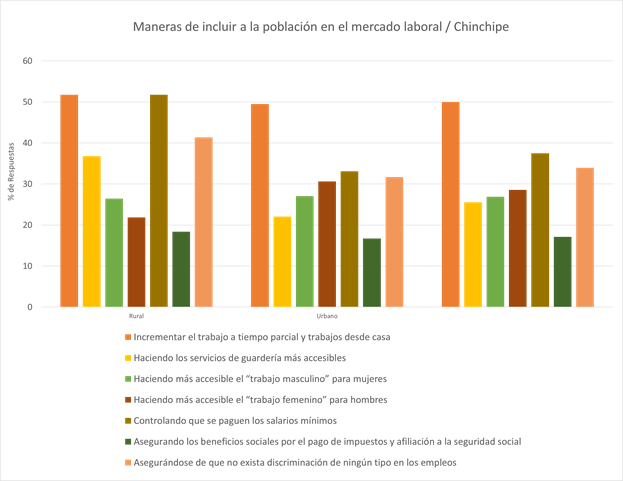 Maneras de incluir a la población en el mercado laboral / Chinchipe
60
50
40
30
20
10
0
% de Respuestas
Rural
Urbano
Incrementar el trabajo a tiempo parcial y trabajos desde casa
Haciendo los servicios de guardería más accesibles
Haciendo más accesible el “trabajo masculino” para mujeres
Haciendo más accesible el “trabajo femenino” para hombres
Controlando que se paguen los salarios mínimos
Asegurando los beneficios sociales por el pago de impuestos y afiliación a la seguridad social
Asegurándose de que no exista discriminación de ningún tipo en los empleos